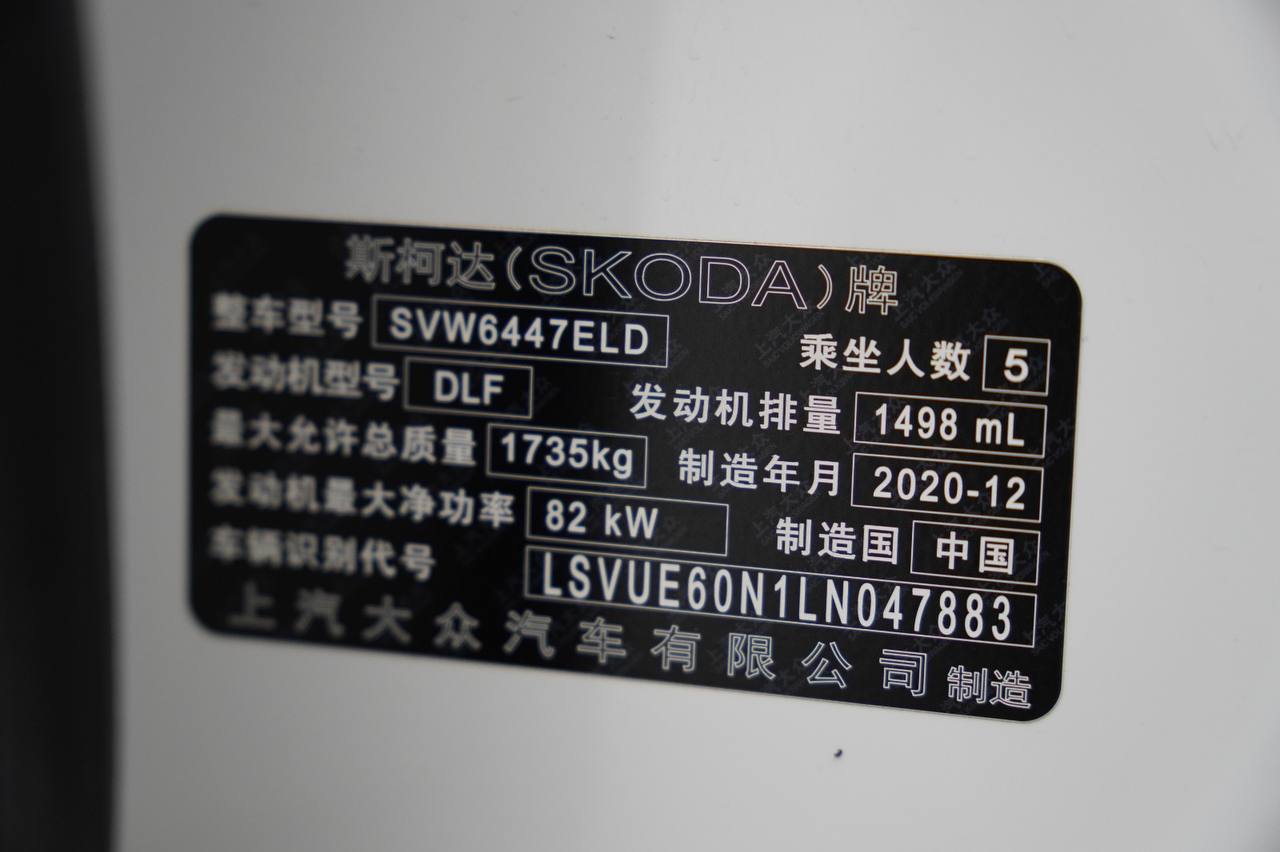 斯柯达(SKODA)牌
整车型号 SVW6447ELD 乘坐人数 5
发动机型号 DLF 发动机排量 1498 mL
最大允许总质量 1735kg 制造年月 2020-12
发动机最大净功率 82 kW 制造国 中国
车辆识别代号 LSVUE60N1LN047883
上汽大众汽车有限公司 制造